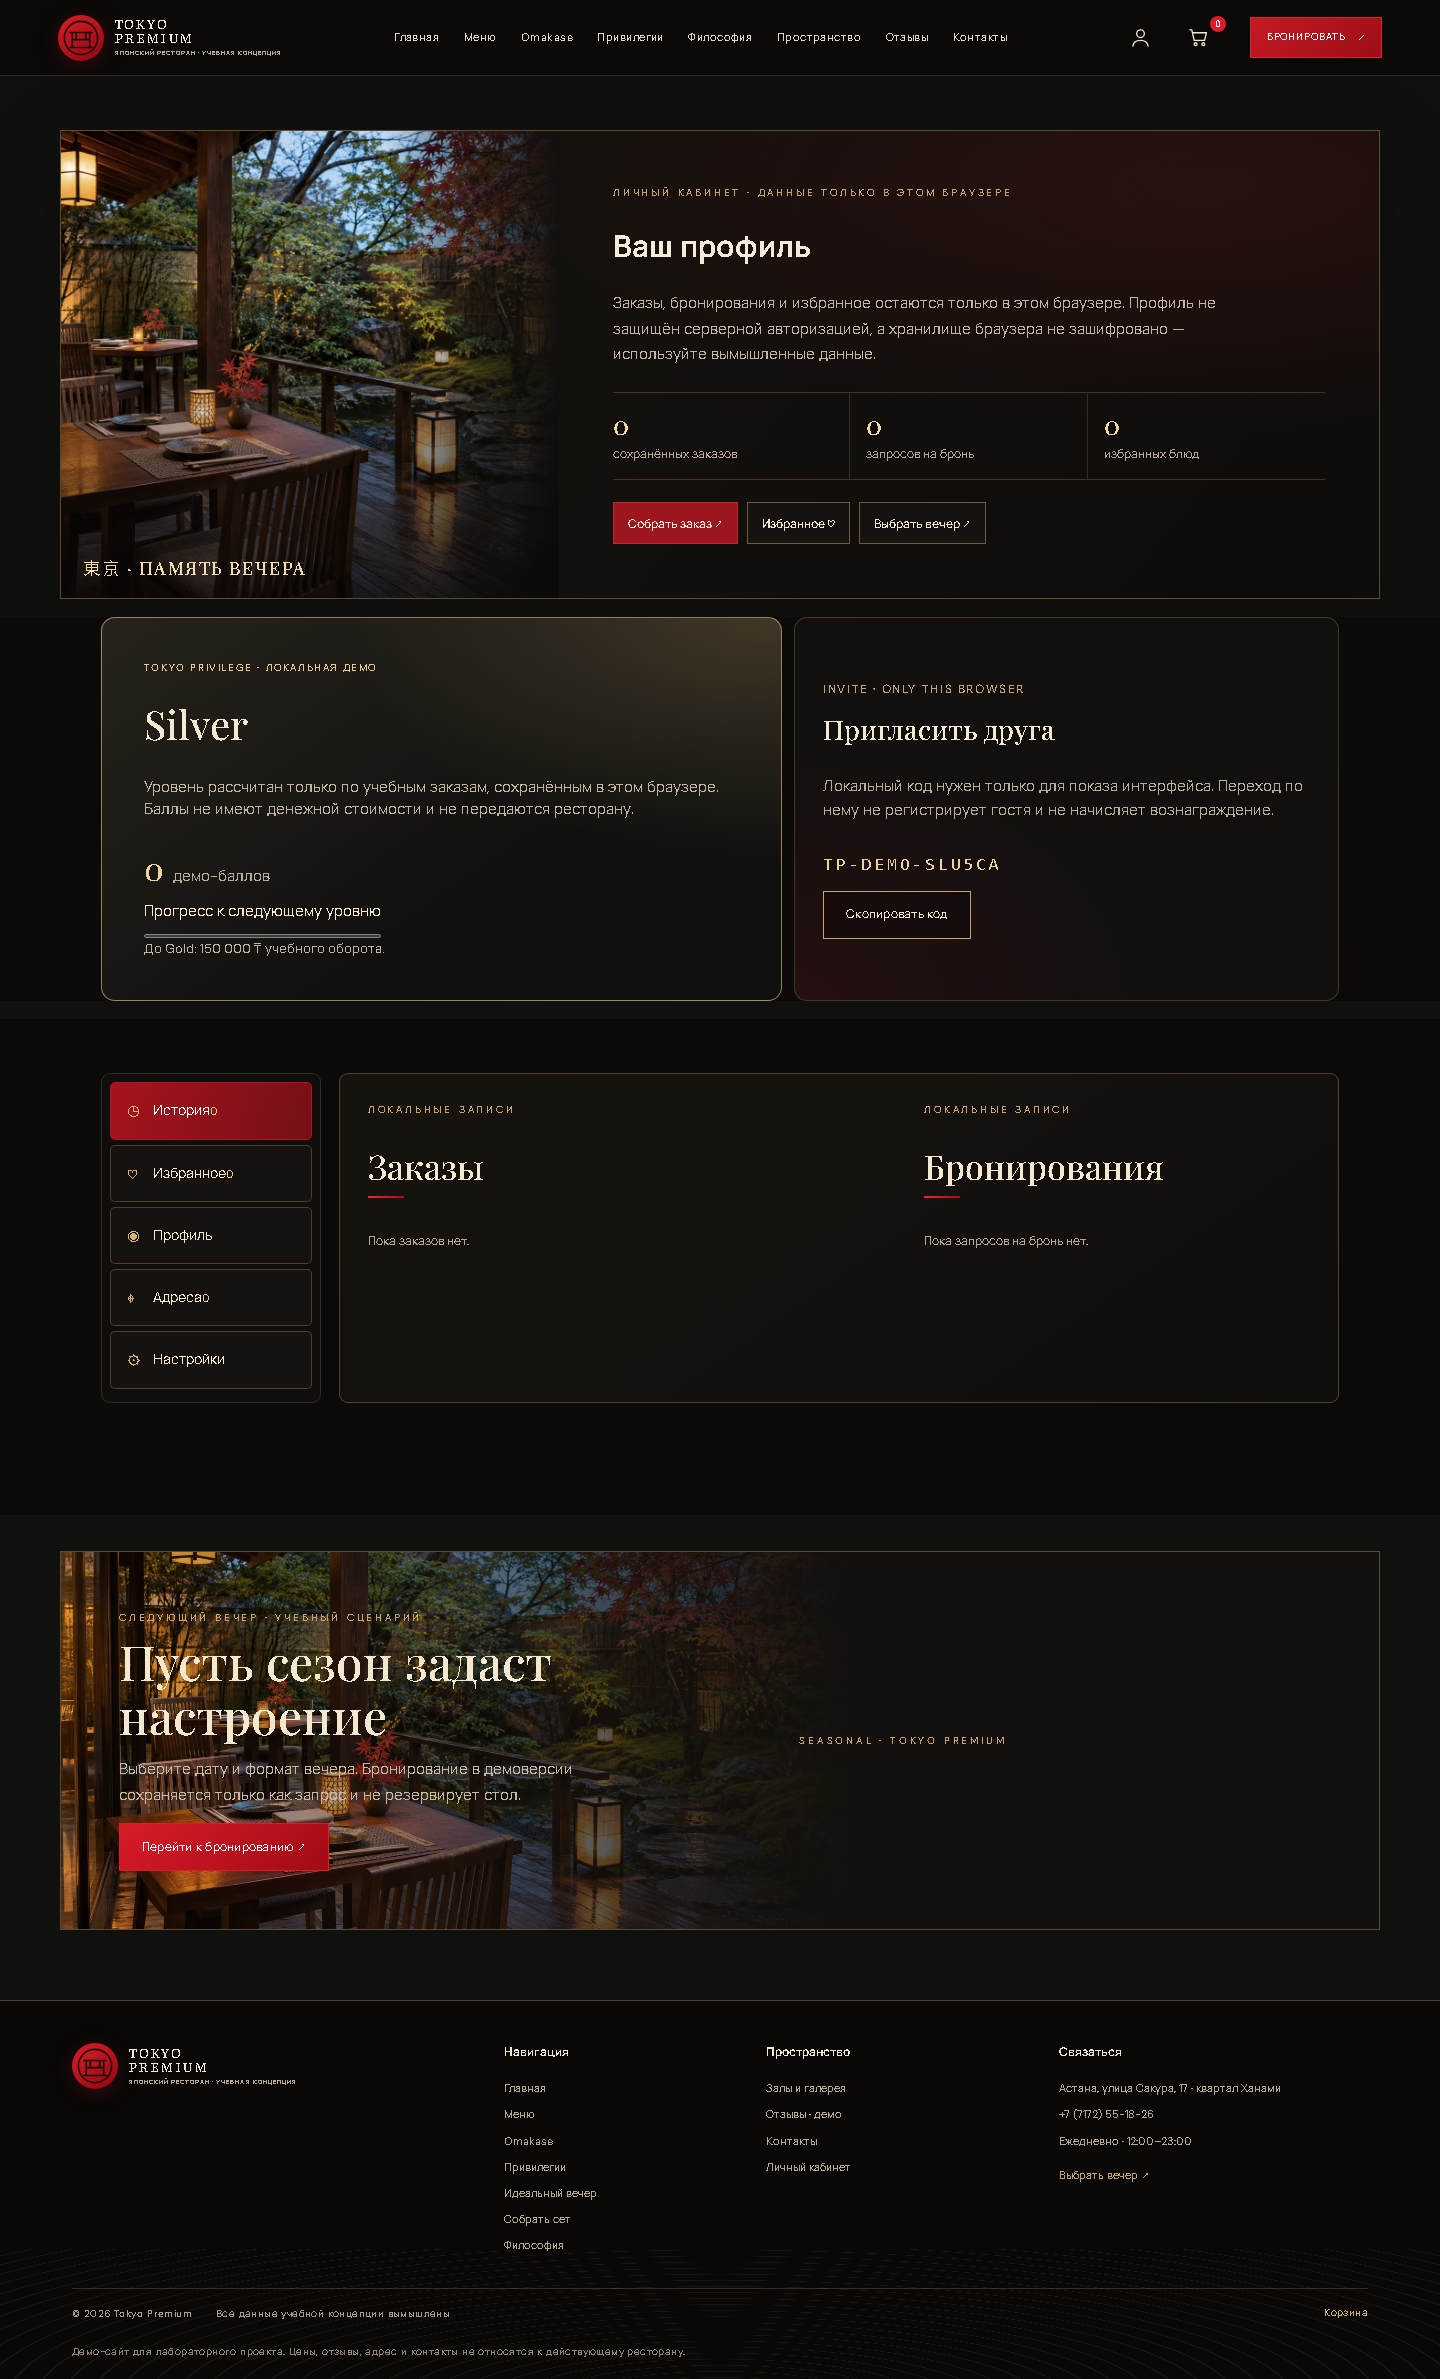 TOKYO
PREMIUM
ЯПОНСКИЙ РЕСТОРАН · УЧЕБНАЯ КОНЦЕПЦИЯ
Главная Меню Omakase Привилегии Философия Пространство Отзывы Контакты
0
БРОНИРОВАТЬ ↗
ЛИЧНЫЙ КАБИНЕТ · ДАННЫЕ ТОЛЬКО В ЭТОМ БРАУЗЕРЕ
Ваш профиль
Заказы, бронирования и избранное остаются только в этом браузере. Профиль не
защищён серверной авторизацией, а хранилище браузера не зашифровано —
используйте вымышленные данные.
0 0 0
сохранённых заказов запросов на бронь избранных блюд
Собрать заказ ↗ Избранное ♡ Выбрать вечер ↗
東京 · ПАМЯТЬ ВЕЧЕРА
TOKYO PRIVILEGE · ЛОКАЛЬНАЯ ДЕМО
Silver
Уровень рассчитан только по учебным заказам, сохранённым в этом браузере.
Баллы не имеют денежной стоимости и не передаются ресторану.
0 демо-баллов
Прогресс к следующему уровню
До Gold: 150 000 ₸ учебного оборота.
INVITE · ONLY THIS BROWSER
Пригласить друга
Локальный код нужен только для показа интерфейса. Переход по
нему не регистрирует гостя и не начисляет вознаграждение.
TP-DEMO-SLU5CA
Скопировать код
◷ История0
♡ Избранное0
◉ Профиль
⌖ Адреса0
⚙ Настройки
ЛОКАЛЬНЫЕ ЗАПИСИ
Заказы
Пока заказов нет.
ЛОКАЛЬНЫЕ ЗАПИСИ
Бронирования
Пока запросов на бронь нет.
СЛЕДУЮЩИЙ ВЕЧЕР · УЧЕБНЫЙ СЦЕНАРИЙ
Пусть сезон задаст
настроение
Выберите дату и формат вечера. Бронирование в демоверсии
сохраняется только как запрос и не резервирует стол.
Перейти к бронированию ↗
SEASONAL · TOKYO PREMIUM
TOKYO
PREMIUM
ЯПОНСКИЙ РЕСТОРАН · УЧЕБНАЯ КОНЦЕПЦИЯ
Навигация
Главная
Меню
Omakase
Привилегии
Идеальный вечер
Собрать сет
Философия
Пространство
Залы и галерея
Отзывы · демо
Контакты
Личный кабинет
Связаться
Астана, улица Сакура, 17 · квартал Ханами
+7 (7172) 55-18-26
Ежедневно · 12:00–23:00
Выбрать вечер ↗
© 2026 Tokyo Premium Все данные учебной концепции вымышлены
Корзина
Демо-сайт для лабораторного проекта. Цены, отзывы, адрес и контакты не относятся к действующему ресторану.